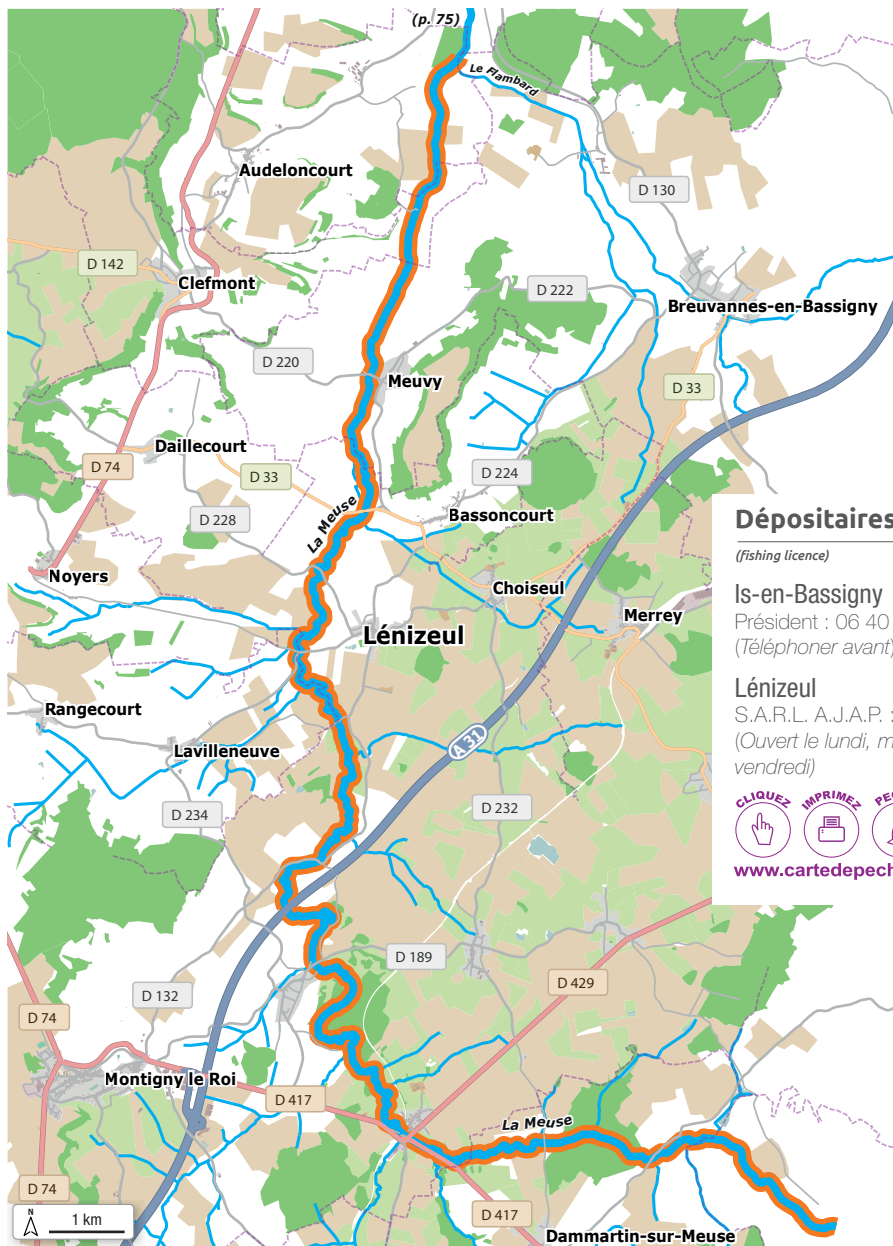 (p. 75)
Le Flambard
Audeloncourt
D 130
D 142
Clefmont
D 222
Breuvannes-en-Bassigny
D 220
Meuvy
D 33
Daillecourt
D 74
D 33
D 224
La Meuse
D 228
Bassoncourt
Noyers
Choiseul
Merrey
Lénizeul
Rangecourt
Lavilleneuve
A 31
D 234
D 232
D 189
D 132
D 429
D 74
Montigny le Roi
D 417
La Meuse
D 74
D 417
N
1 km
Dammartin-sur-Meuse
Dépositaires
(fishing licence)
Is-en-Bassigny
Président : 06 40
(Téléphoner avant)
Lénizeul
S.A.R.L. A.J.A.P. :
(Ouvert le lundi, m
vendredi)
CLIQUEZ
IMPRIMEZ
www.cartedepech